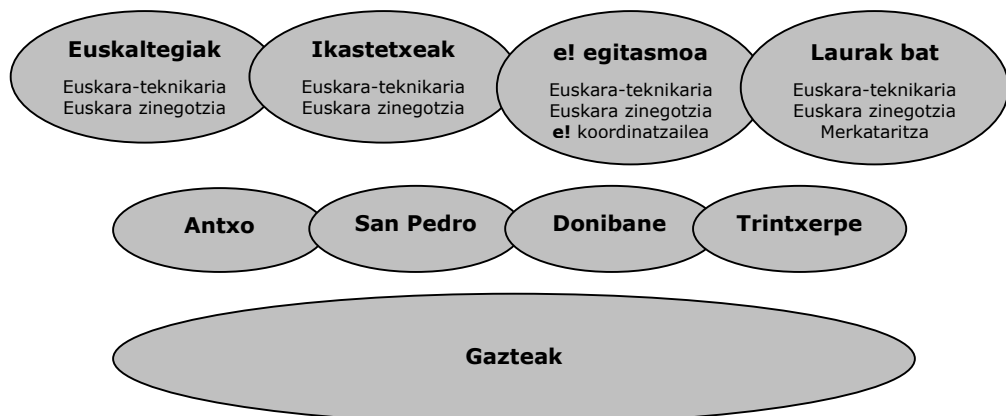 Euskaltegiak
Euskara-teknikaria
Euskara zinegotzia
Ikastetxeak
Euskara-teknikaria
Euskara zinegotzia
e! egitasmoa
Euskara-teknikaria
Euskara zinegotzia
e! koordinatzailea
Laurak bat
Euskara-teknikaria
Euskara zinegotzia
Merkataritza
Antxo
San Pedro
Donibane
Trintxerpe
Gazteak